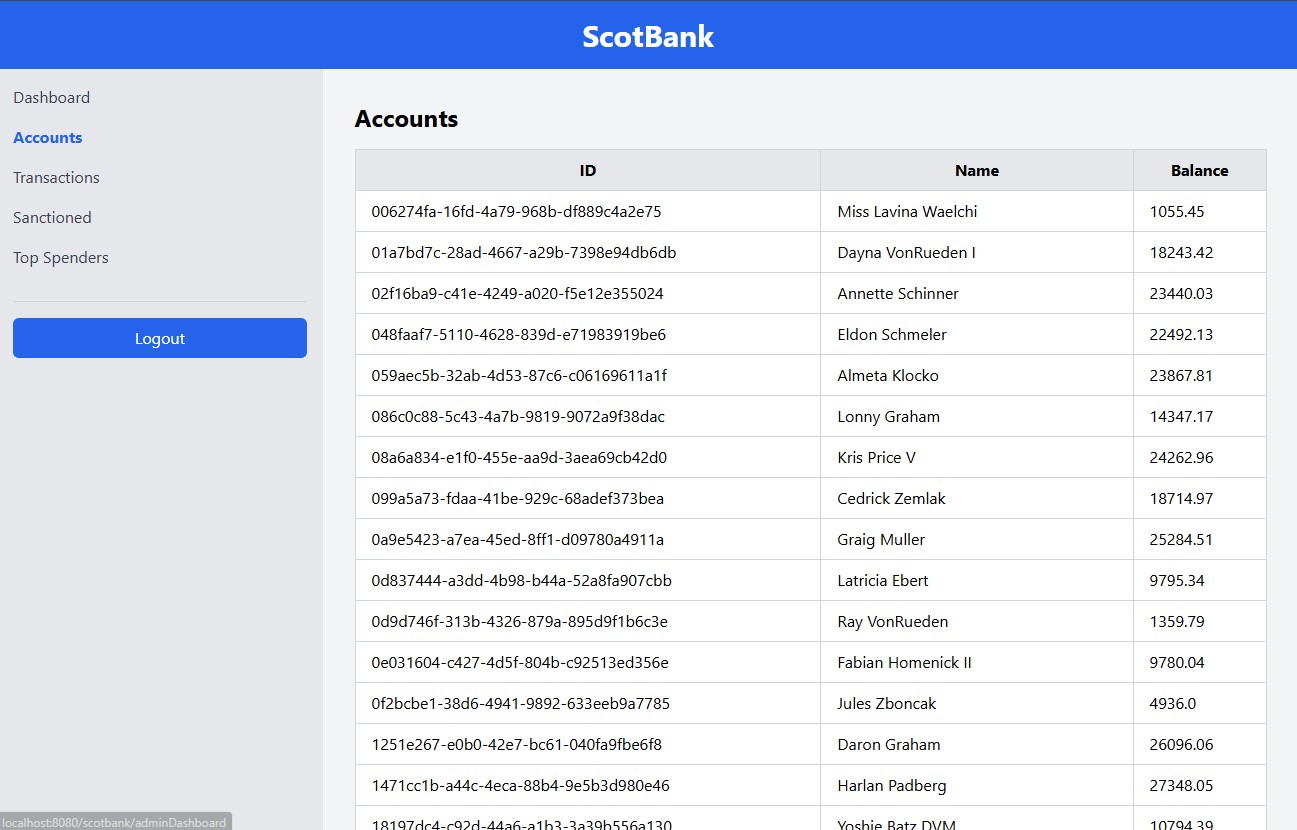 ScotBank
Dashboard
Accounts
Transactions
Sanctioned
Top Spenders
Logout
Accounts
ID Name Balance
006274fa-16fd-4a79-968b-df889c4a2e75 Miss Lavina Waelchi 1055.45
01a7bd7c-28ad-4667-a29b-7398e94db6db Dayna VonRueden I 18243.42
02f16ba9-c41e-4249-a020-f5e12e355024 Annette Schinner 23440.03
048faaf7-5110-4628-839d-e71983919be6 Eldon Schmeler 22492.13
059aec5b-32ab-4d53-87c6-c06169611a1f Almeta Klocko 23867.81
086c0c88-5c43-4a7b-9819-9072a9f38dac Lonny Graham 14347.17
08a6a834-e1f0-455e-aa9d-3aea69cb42d0 Kris Price V 24262.96
099a5a73-fdaa-41be-929c-68adef373bea Cedrick Zemlak 18714.97
0a9e5423-a7ea-45ed-8ff1-d09780a4911a Graig Muller 25284.51
0d837444-a3dd-4b98-b44a-52a8fa907cbb Latricia Ebert 9795.34
0d9d746f-313b-4326-879a-895d9f1b6c3e Ray VonRueden 1359.79
0e031604-c427-4d5f-804b-c92513ed356e Fabian Homenick II 9780.04
0f2bcbe1-38d6-4941-9892-633eeb9a7785 Jules Zboncak 4936.0
1251e267-e0b0-42e7-bc61-040fa9fbe6f8 Daron Graham 26096.06
1471cc1b-a44c-4eca-88b4-9e5b3d980e46 Harlan Padberg 27348.05
18197dc4-c92d-44a6-a1b3-3a39b556a130 Yoshie Batz DVM 10794.39
localhost:8080/scotbank/adminDashboard